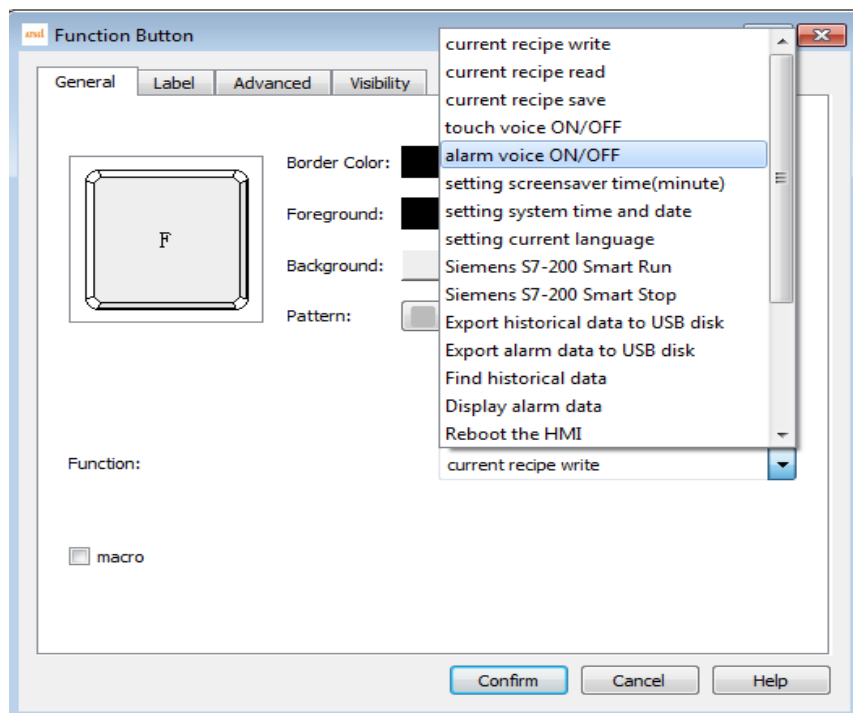 Function Button
General Label Advanced Visibility
current recipe write
current recipe read
current recipe save
touch voice ON/OFF
alarm voice ON/OFF
setting screensaver time(minute)
setting system time and date
setting current language
Siemens S7-200 Smart Run
Siemens S7-200 Smart Stop
Export historical data to USB disk
Export alarm data to USB disk
Find historical data
Display alarm data
Reboot the HMI
F
Border Color:
Foreground:
Background:
Pattern:
Function:
current recipe write
macro
Confirm Cancel Help